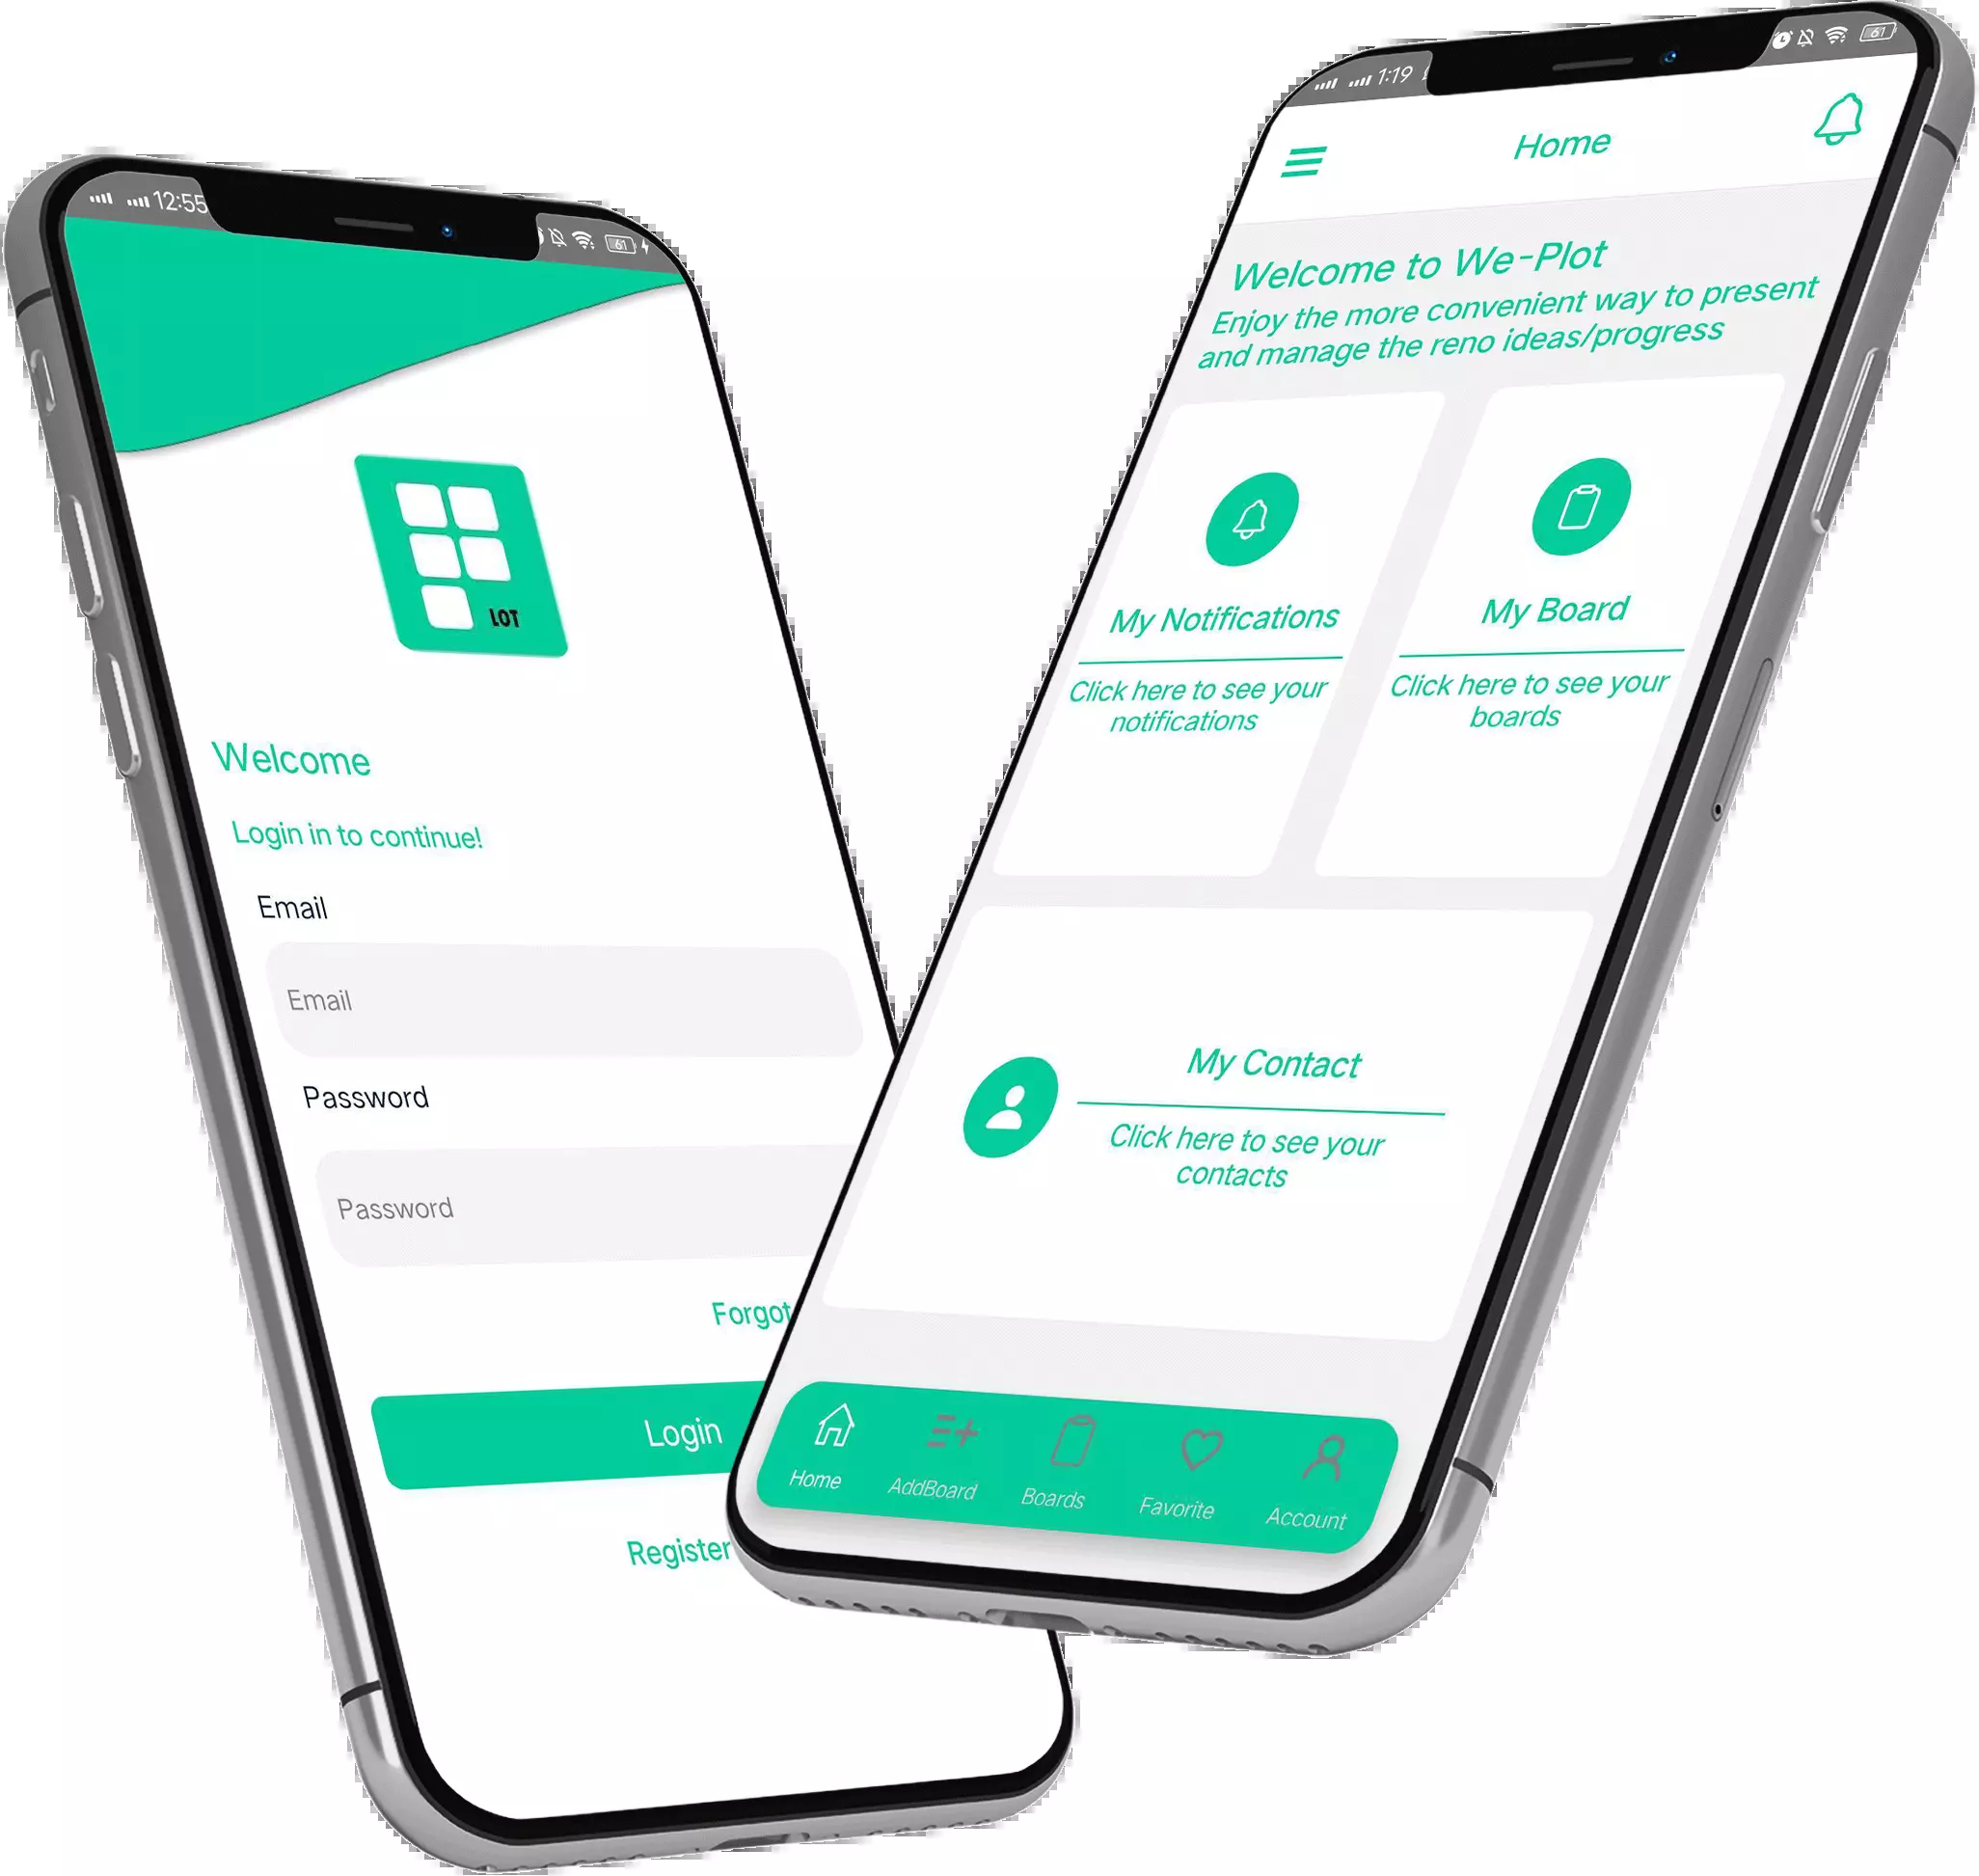 12:55
61
LOT
Welcome
Login in to continue!
Email
Email
Password
Password
Forgot
Login
Register
1:19
61
Home
Welcome to We-Plot
Enjoy the more convenient way to present
and manage the reno ideas/progress
My Notifications
Click here to see your
notifications
My Board
Click here to see your
boards
My Contact
Click here to see your
contacts
Home
AddBoard
Boards
Favorite
Account